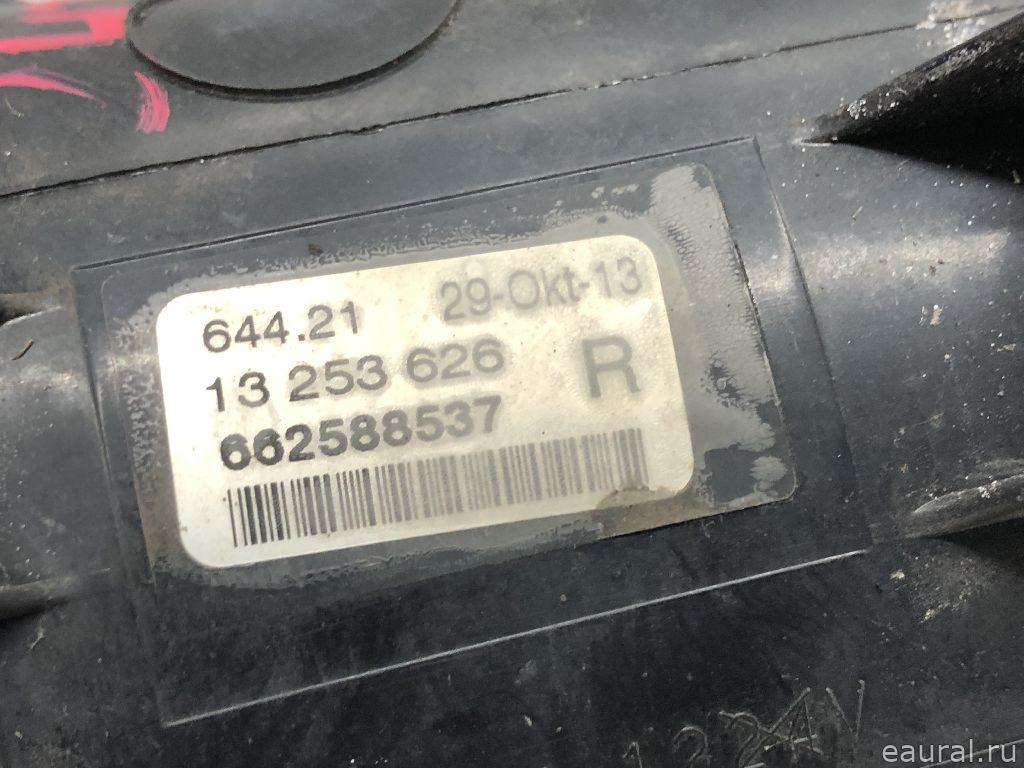 644.21 29-Okt-13
13 253 626 R
662588537
eaural.ru